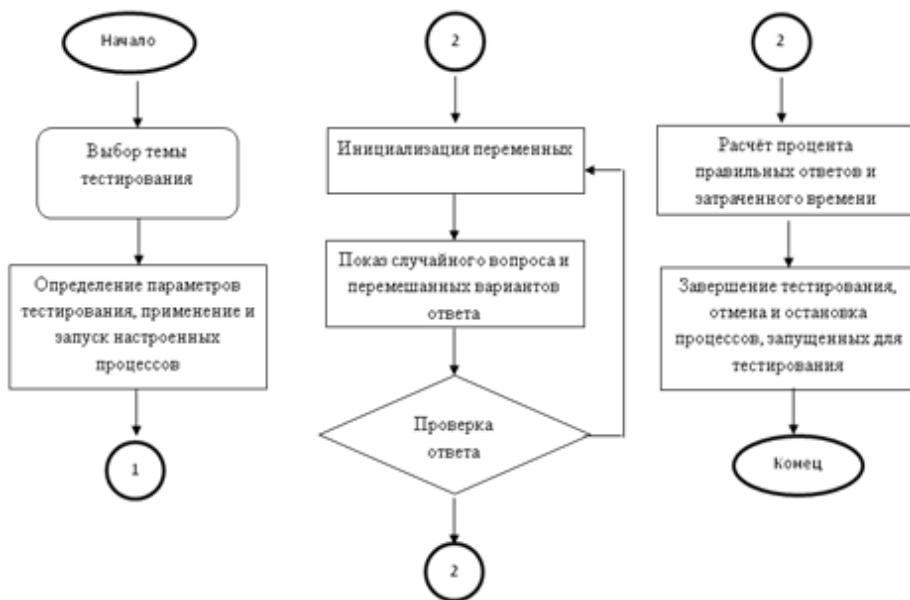 Начало
Выбор темы
тестирования
Определение параметров
тестирования, применение и
запуск настроенных
процессов
1
2
Инициализация переменных
Показ случайного вопроса и
перемешанных вариантов
ответа
Проверка
ответа
2
2
Расчёт процента
правильных ответов и
затраченного времени
Завершение тестирования,
отмена и остановка
процессов, запущенных для
тестирования
Конец